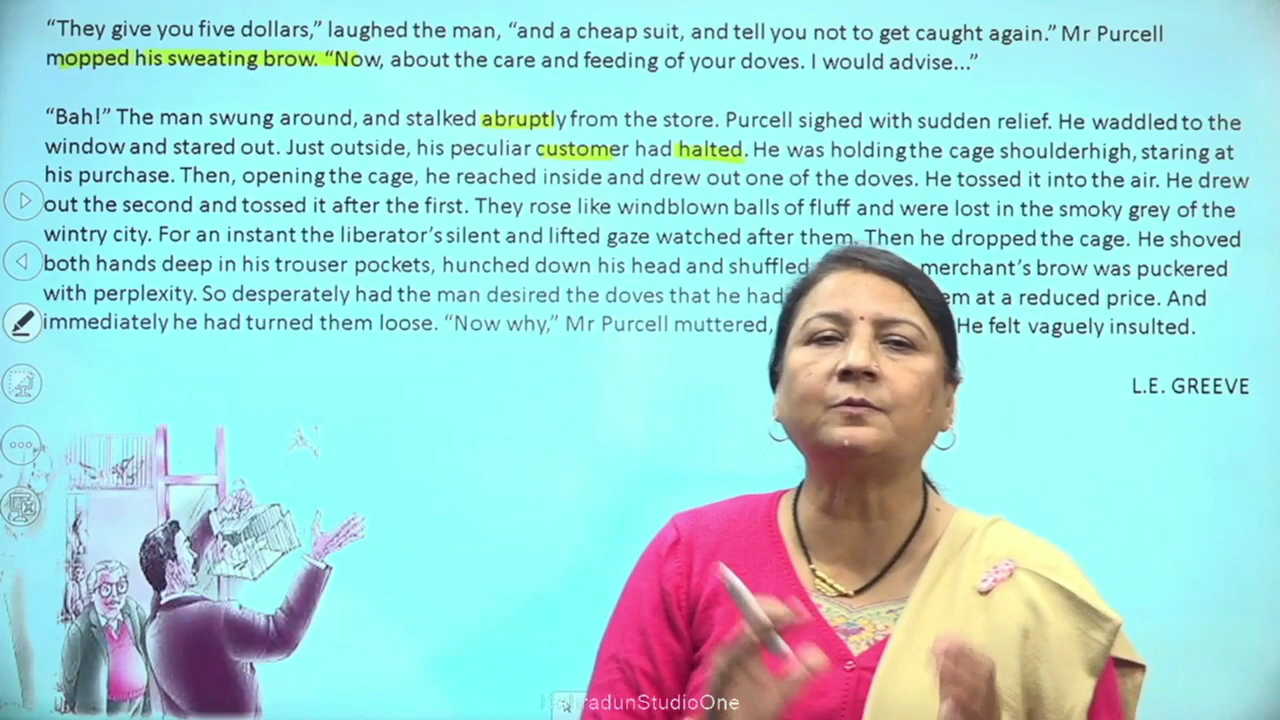 “They give you five dollars,” laughed the man, “and a cheap suit, and tell you not to get caught again.” Mr Purcell
mopped his sweating brow. “Now, about the care and feeding of your doves. I would advise...”
“Bah!” The man swung around, and stalked abruptly from the store. Purcell sighed with sudden relief. He waddled to the
window and stared out. Just outside, his peculiar customer had halted. He was holding the cage shoulderhigh, staring at
his purchase. Then, opening the cage, he reached inside and drew out one of the doves. He tossed it into the air. He drew
out the second and tossed it after the first. They rose like windblown balls of fluff and were lost in the smoky grey of the
wintry city. For an instant the liberator’s silent and lifted gaze watched after them. Then he dropped the cage. He shoved
both hands deep in his trouser pockets, hunched down his head and shuffled merchant’s brow was puckered
with perplexity. So desperately had the man desired the doves that he had at a reduced price. And
immediately he had turned them loose. “Now why,” Mr Purcell muttered, He felt vaguely insulted.
L.E. GREEVE